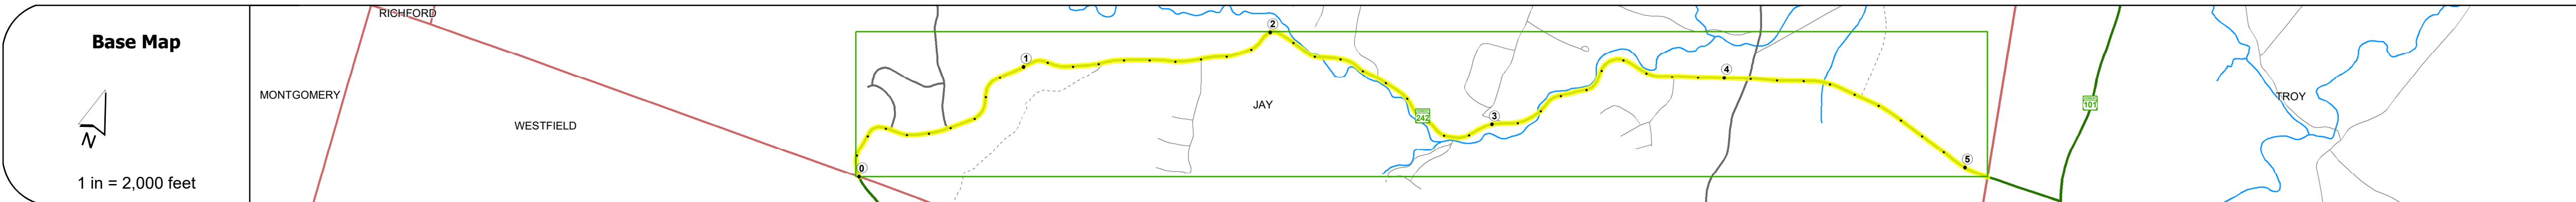 Base Map
N
1 in = 2,000 feet
RICHFORD
MONTGOMERY
WESTFIELD
0
1
2
JAY
242
3
4
5
101
TROY